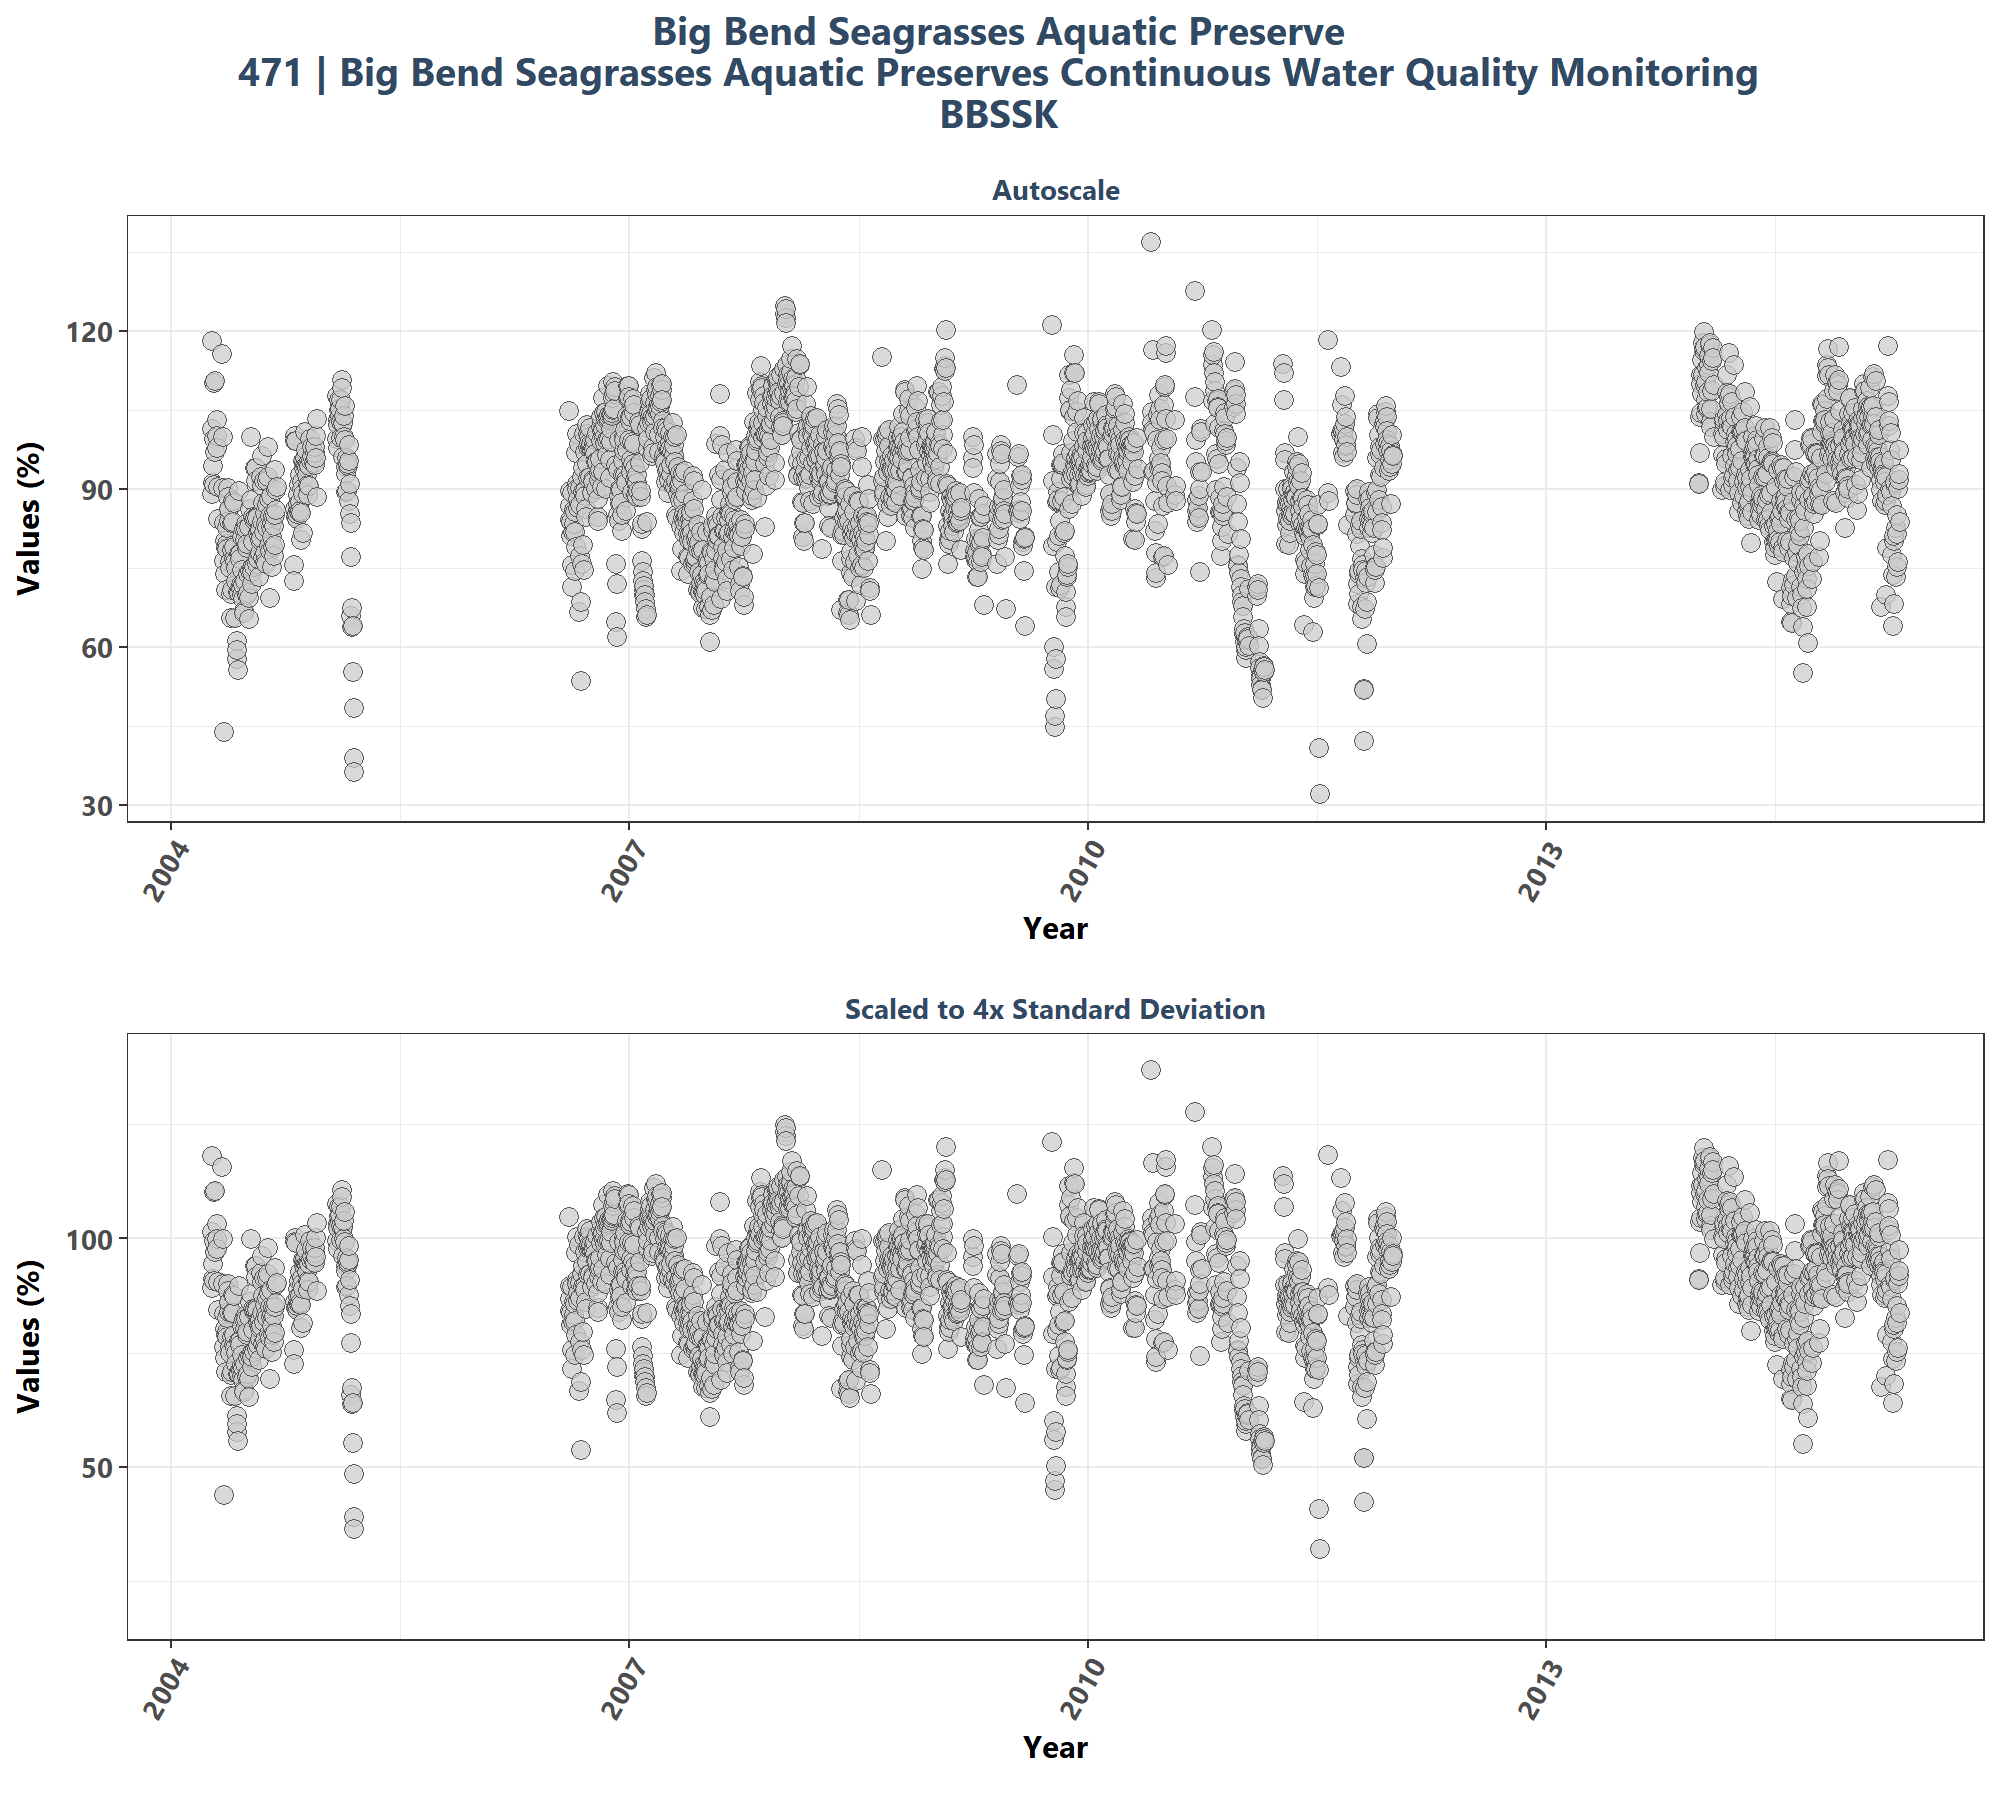 Big Bend Seagrasses Aquatic Preserve
471 | Big Bend Seagrasses Aquatic Preserves Continuous Water Quality Monitoring
BBSSK
Autoscale
Values (%)
120
90
60
30
2004
2007
2010
2013
Year
Scaled to 4x Standard Deviation
Values (%)
100
50
2004
2007
2010
2013
Year